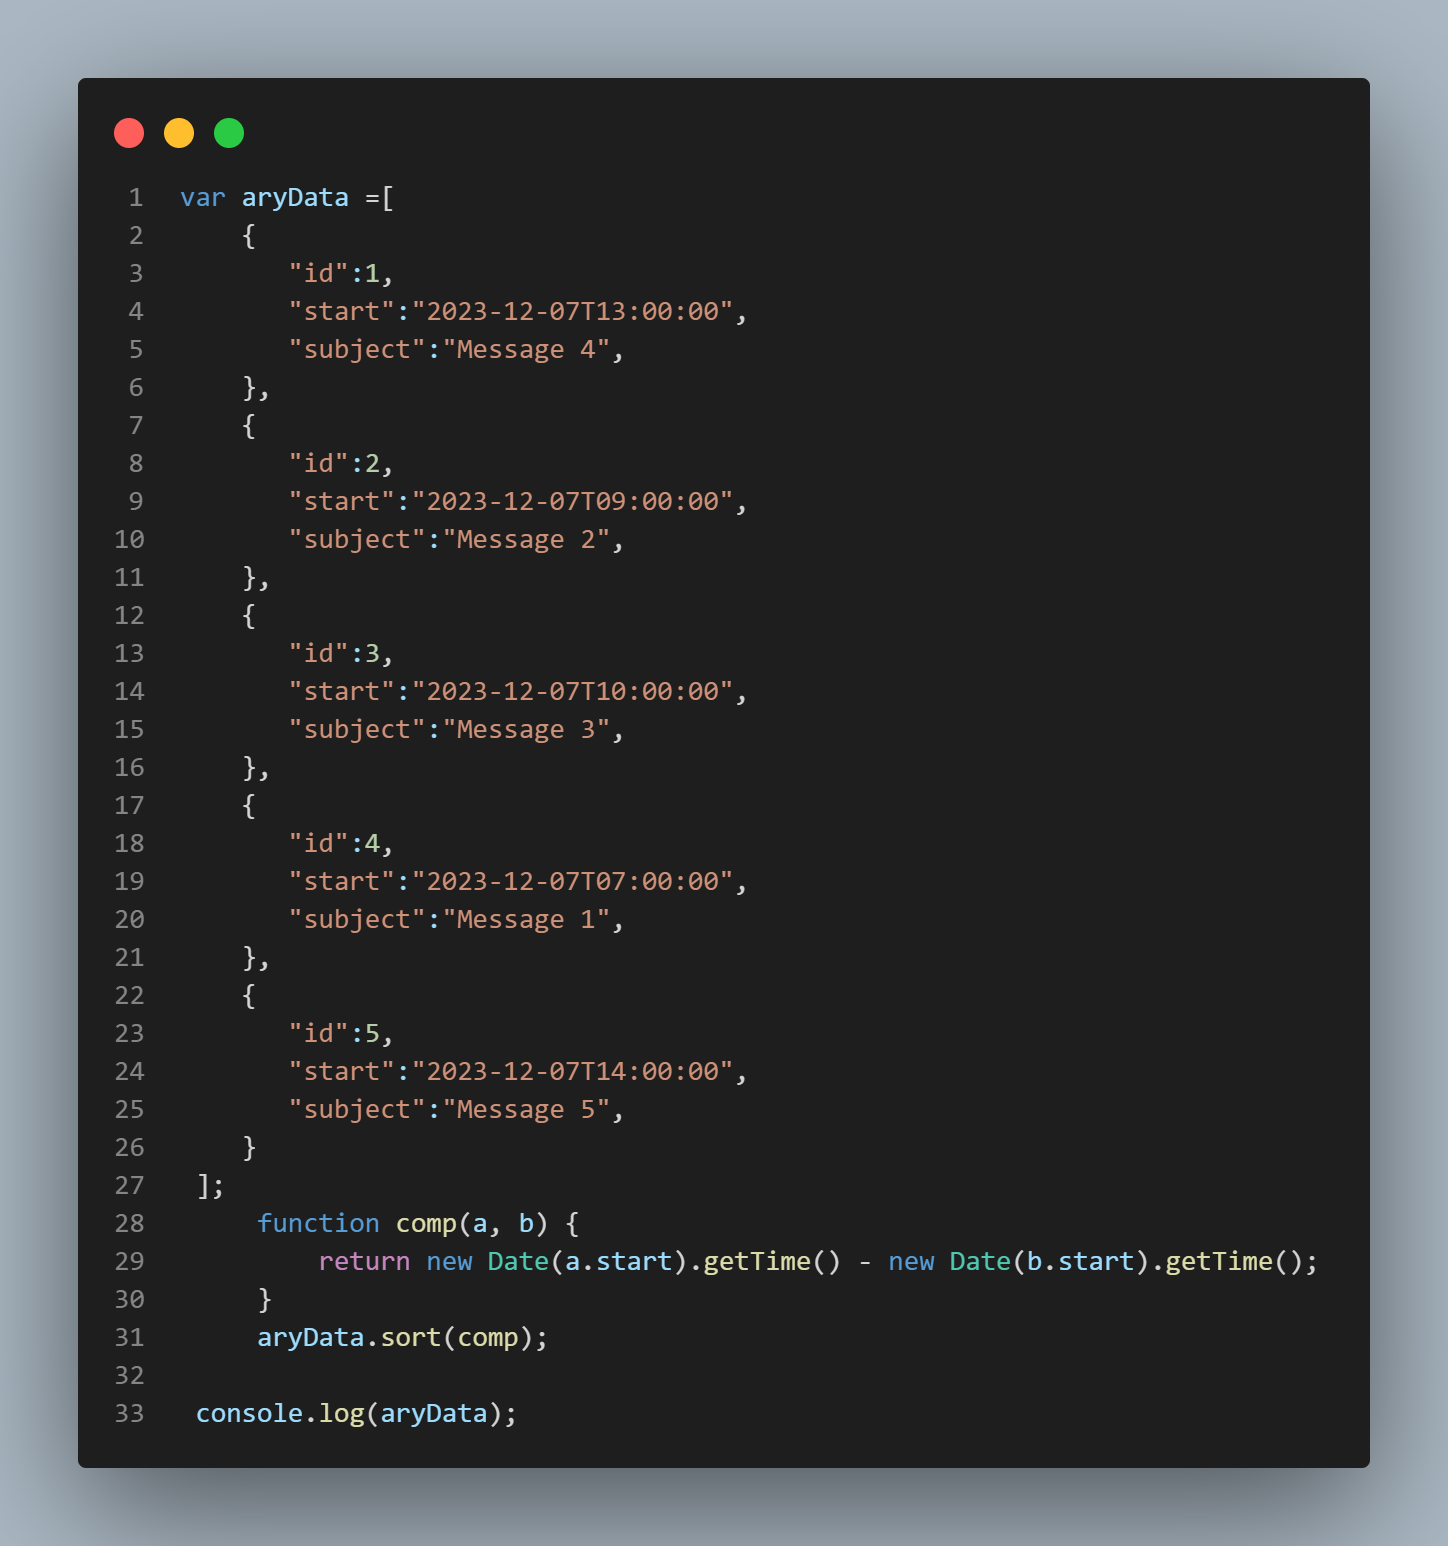 1 var aryData =[
2 {
3 "id":1,
4 "start":"2023-12-07T13:00:00",
5 "subject":"Message 4",
6 },
7 {
8 "id":2,
9 "start":"2023-12-07T09:00:00",
10 "subject":"Message 2",
11 },
12 {
13 "id":3,
14 "start":"2023-12-07T10:00:00",
15 "subject":"Message 3",
16 },
17 {
18 "id":4,
19 "start":"2023-12-07T07:00:00",
20 "subject":"Message 1",
21 },
22 {
23 "id":5,
24 "start":"2023-12-07T14:00:00",
25 "subject":"Message 5",
26 }
27 ];
28 function comp(a, b) {
29 return new Date(a.start).getTime() - new Date(b.start).getTime();
30 }
31 aryData.sort(comp);
32
33 console.log(aryData);